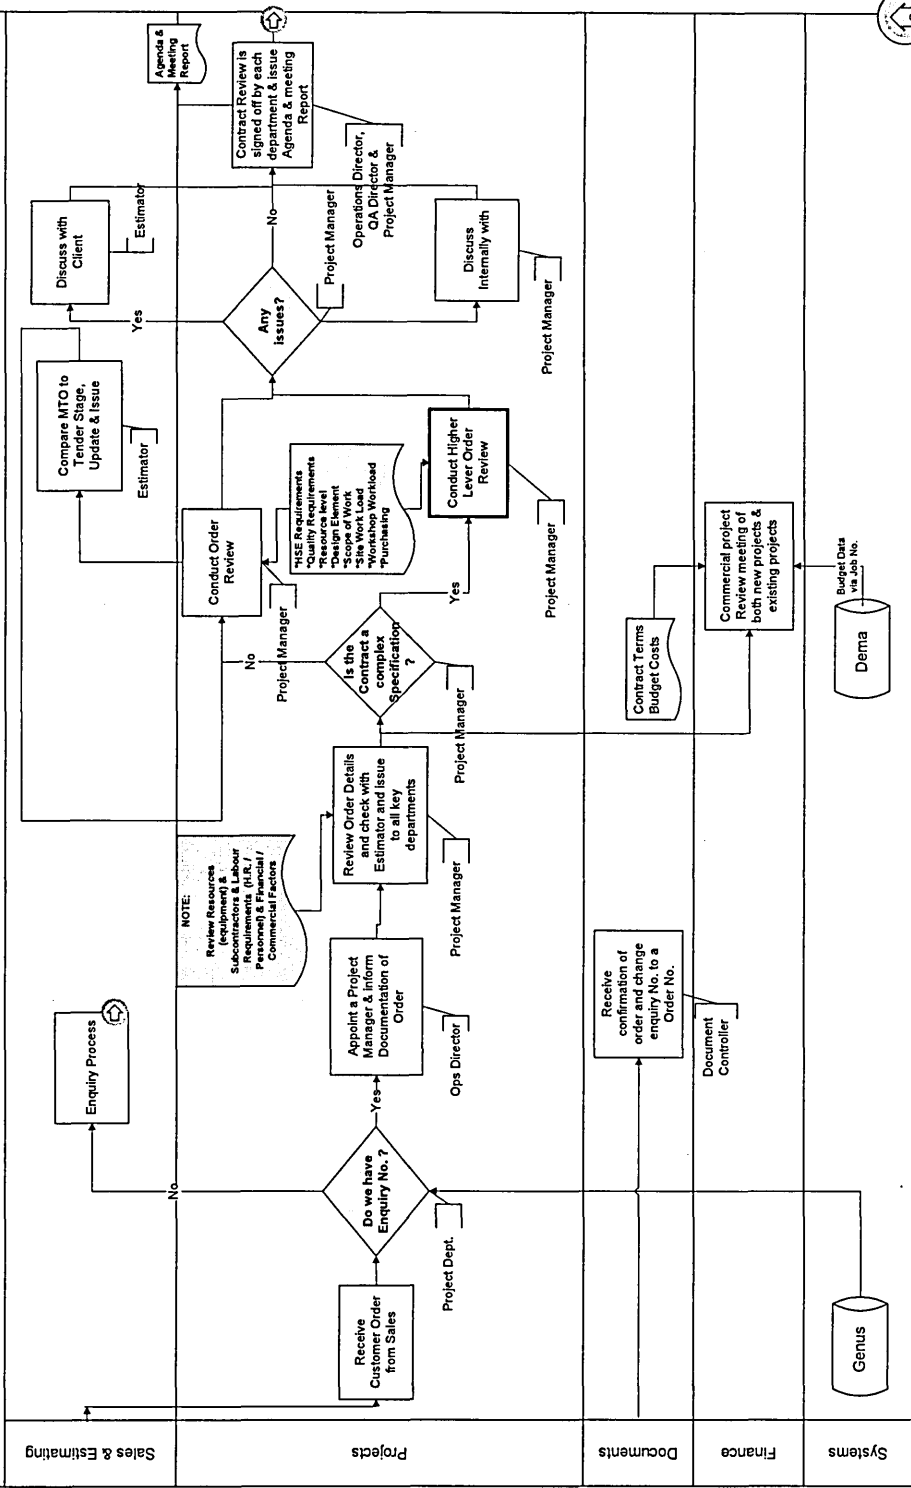 Sales & Estimating
Enquiry Process
No
Compare MTO to
Tender Stage,
Update & Issue
Estimator
Yes
Discuss with
Client
Estimator
Agenda &
Meeting
Report
Projects
Receive
Customer Order
from Sales
Do we have
Enquiry No. ?
Project Dept.
Yes
Appoint a Project
Manager & inform
Documentation of
Order
Ops Director
NOTE:
Review Resources
(equipment) &
Subcontractors & Labour
Requirements (H.R. /
Personnel) & Financial /
Commercial Factors
Review Order Details
and check with
Estimator and issue
to all key
departments
Project Manager
Is the
Contract a
complex
Specification
?
Project Manager
No
Yes
Conduct Order
Review
Project Manager
*HSE Requirements
*Quality Requirements
*Resource level
*Design Element
*Scope of Work
*Site Work Load
*Workshop Workload
*Purchasing
Conduct Higher
Lever Order
Review
Project Manager
Any
issues?
Project Manager
No
Discuss
Internally with
Project Manager
Contract Review is
signed off by each
department & issue
Agenda & meeting
Report
Operations Director,
QA Director &
Project Manager
Documents
Receive
confirmation of
order and change
enquiry No. to a
Order No.
Document
Controller
Contract Terms
Budget Costs
Finance
Commercial project
Review meeting of
both new projects &
existing projects
Systems
Genus
Dema
Budget Data
via Job No.